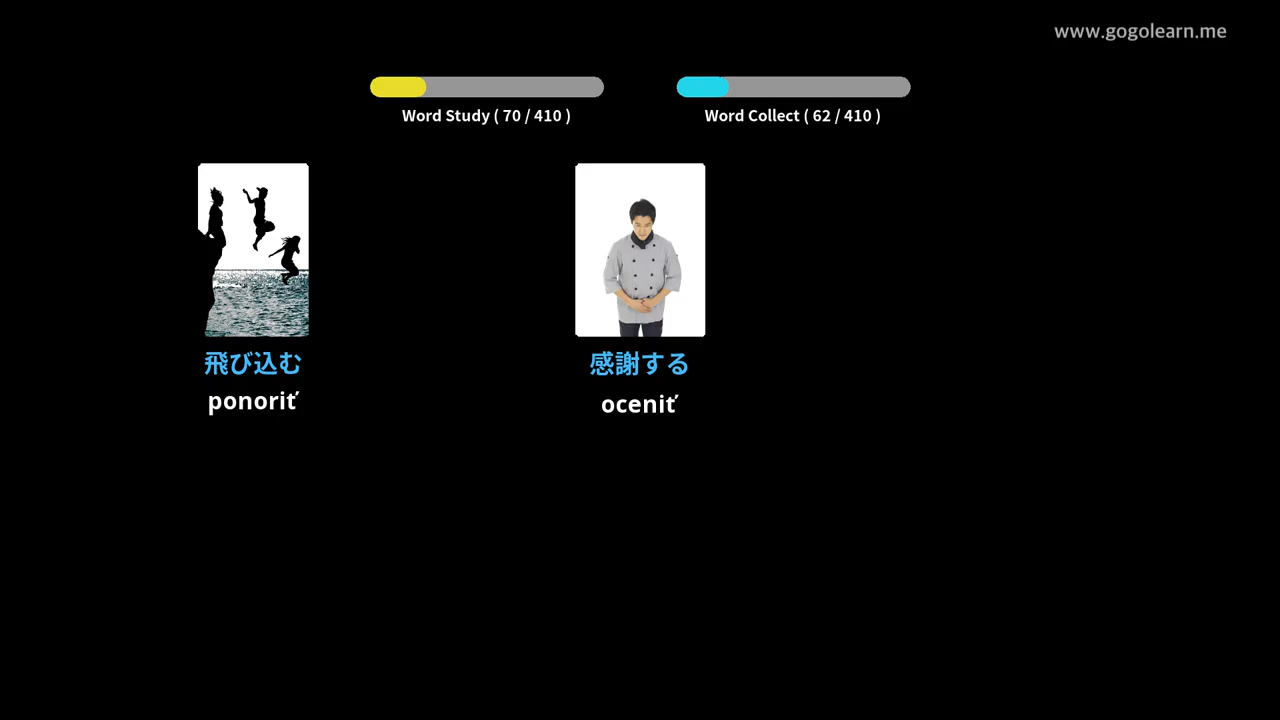 www.gogolearn.me
Word Study ( 70 / 410 )
Word Collect ( 62 / 410 )
飛び込む
感謝する
ponoriť
oceniť